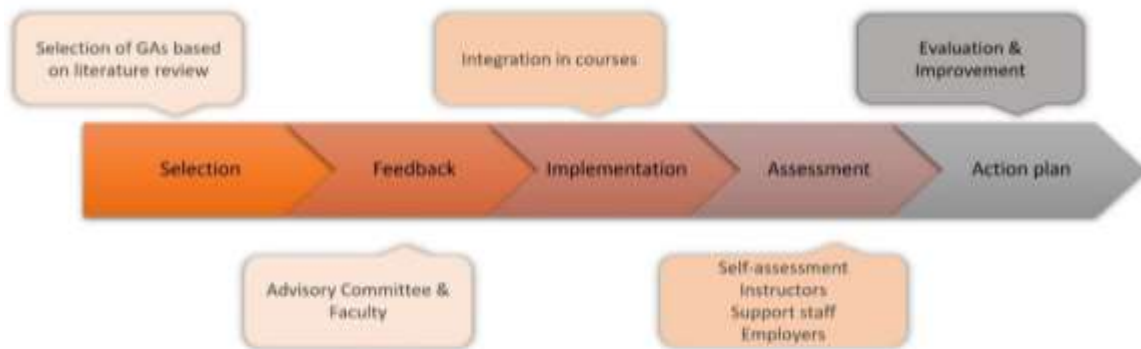 Selection of GAs based
on literature review
Integration in courses
Evaluation &
Improvement
Selection
Feedback
Implementation
Assessment
Action plan
Advisory Committee &
Faculty
Self-assessment
Instructors
Support staff
Employers